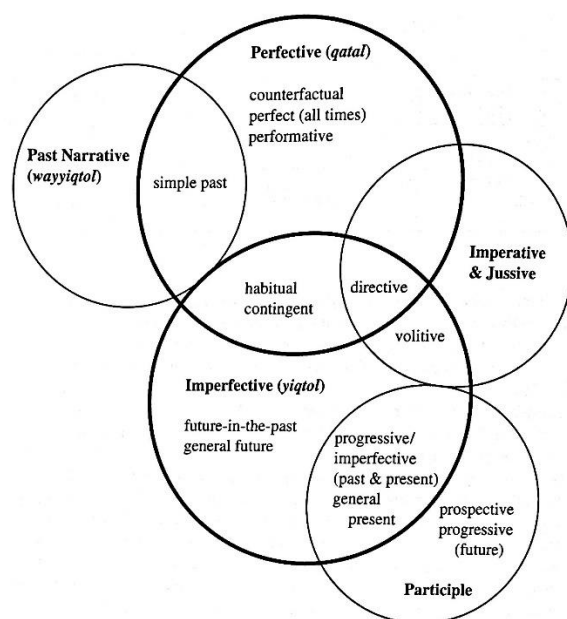 Perfective (qatal)
counterfactual
perfect (all times)
performative
Past Narrative
(wayyiqtol)
simple past
Imperative
& Jussive
habitual
contingent
directive
volitive
Imperfective (yiqtol)
future-in-the-past
general future
progressive/
imperfective
(past & present)
general
present
prospective
progressive
(future)
Participle